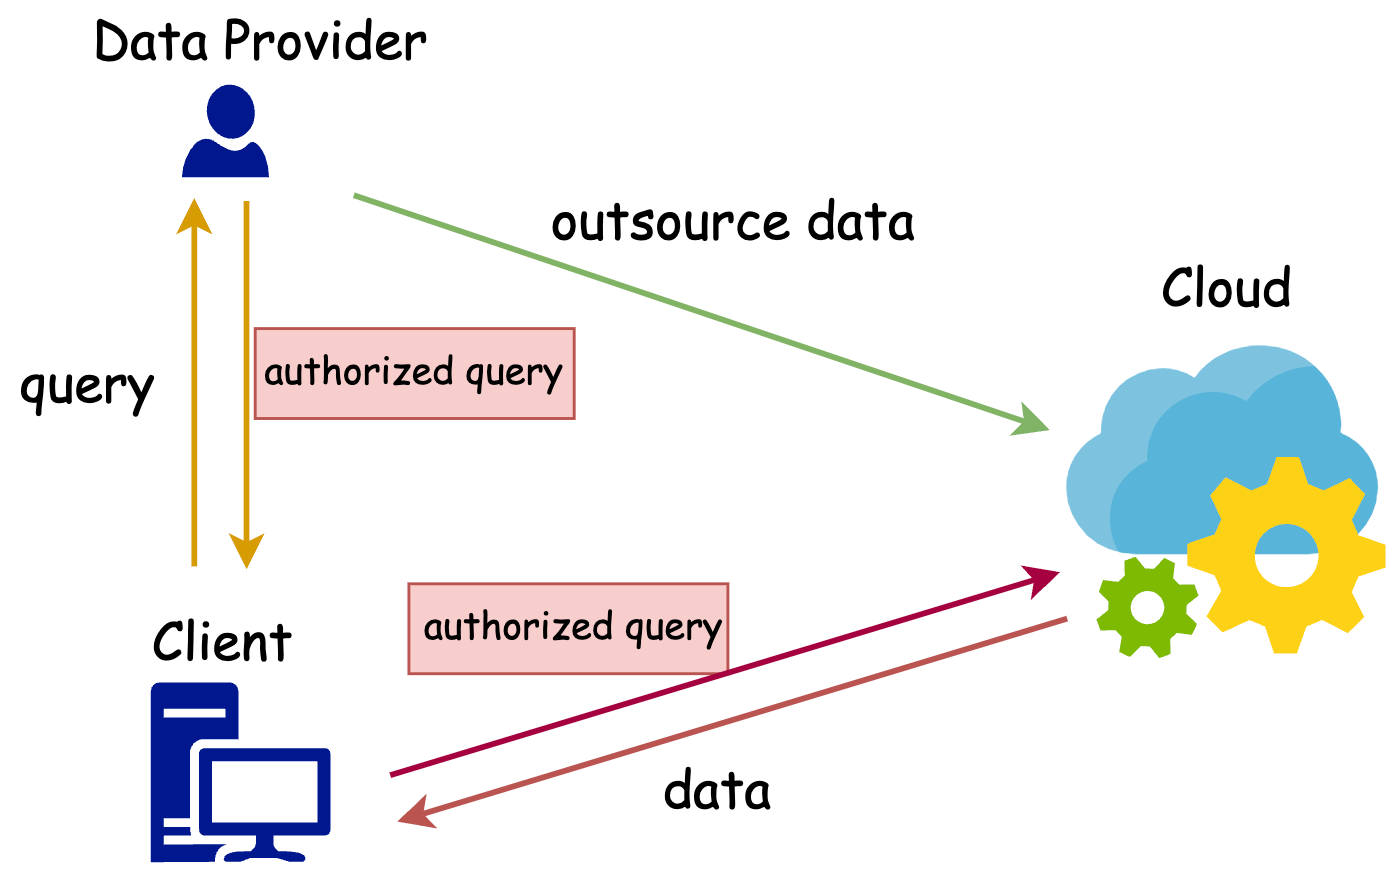 Data Provider
outsource data
Cloud
authorized query
query
authorized query
Client
data